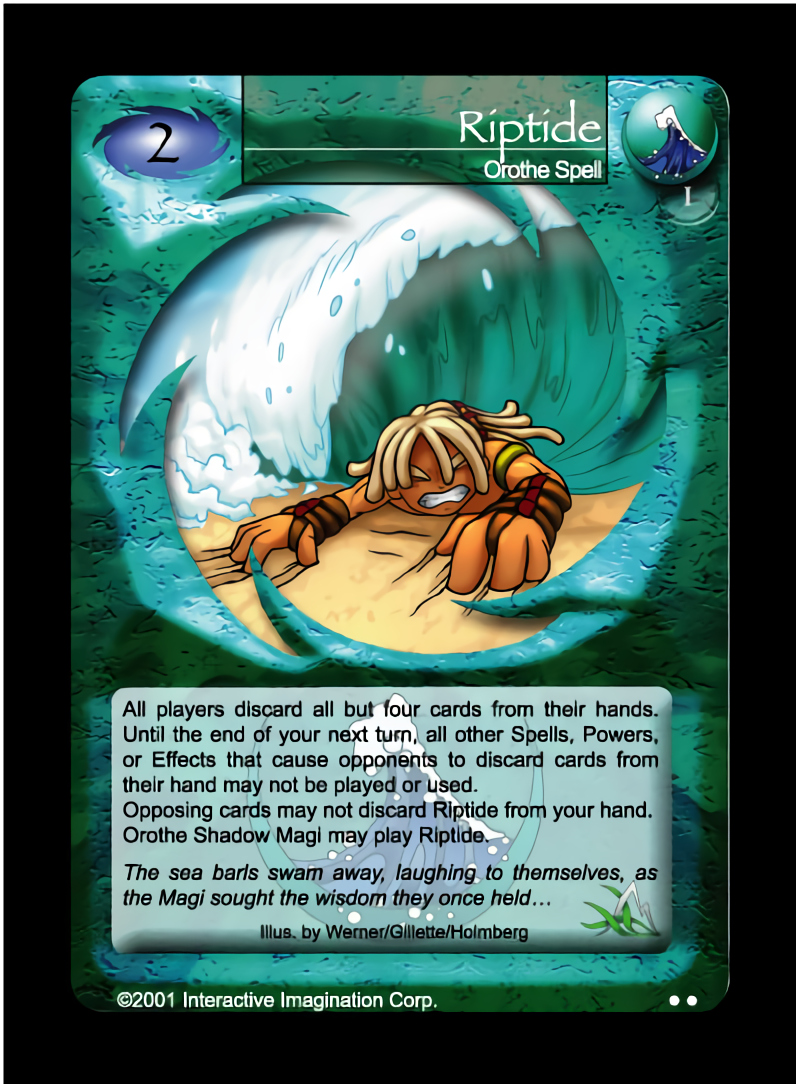 2
Riptide
Orothe Spell
1
All players discard all but four cards from their hands.
Until the end of your next turn, all other Spells, Powers,
or Effects that cause opponents to discard cards from
their hand may not be played or used.
Opposing cards may not discard Riptide from your hand.
Orothe Shadow Magi may play Riptide.
The sea barls swam away, laughing to themselves, as
the Magi sought the wisdom they once held...
Illus. by Werner/Gillette/Holmberg
©2001 Interactive Imagination Corp.